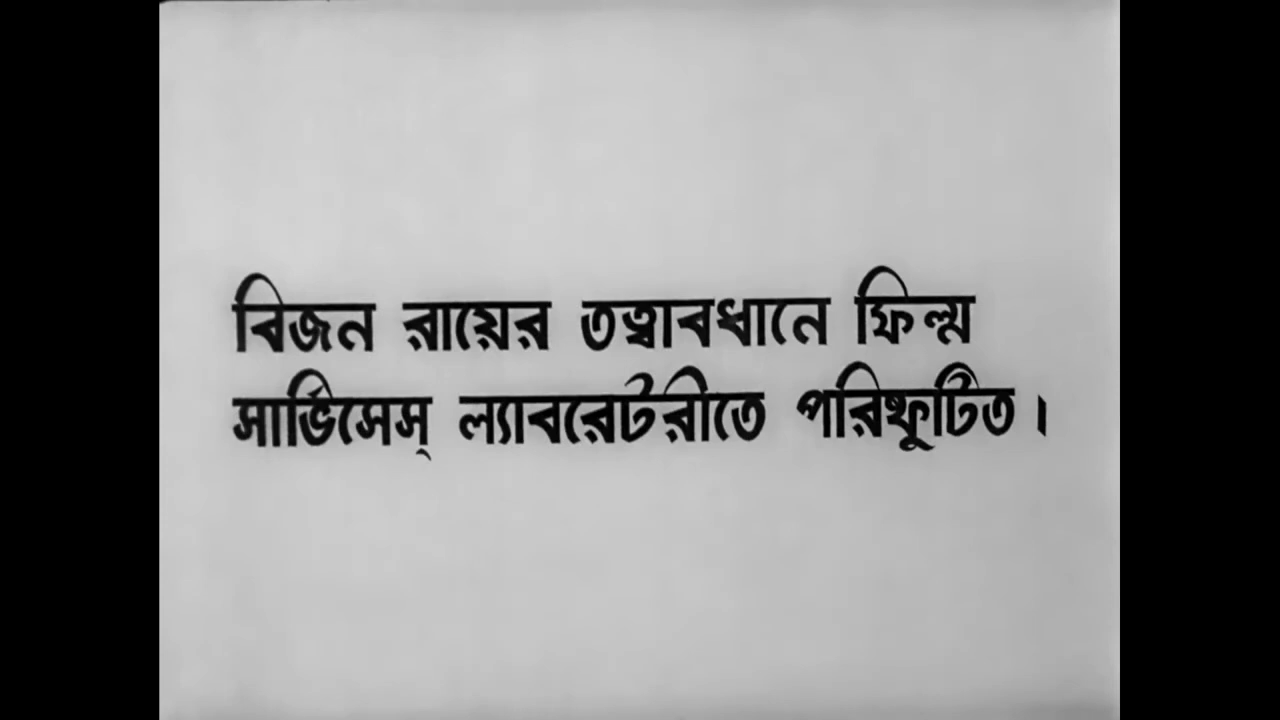 বিজন রায়ের তত্বাবধানে ফিল্ম
সার্ভিসেস্ ল্যাবরেটরীতে পরিষ্ফুটিত।